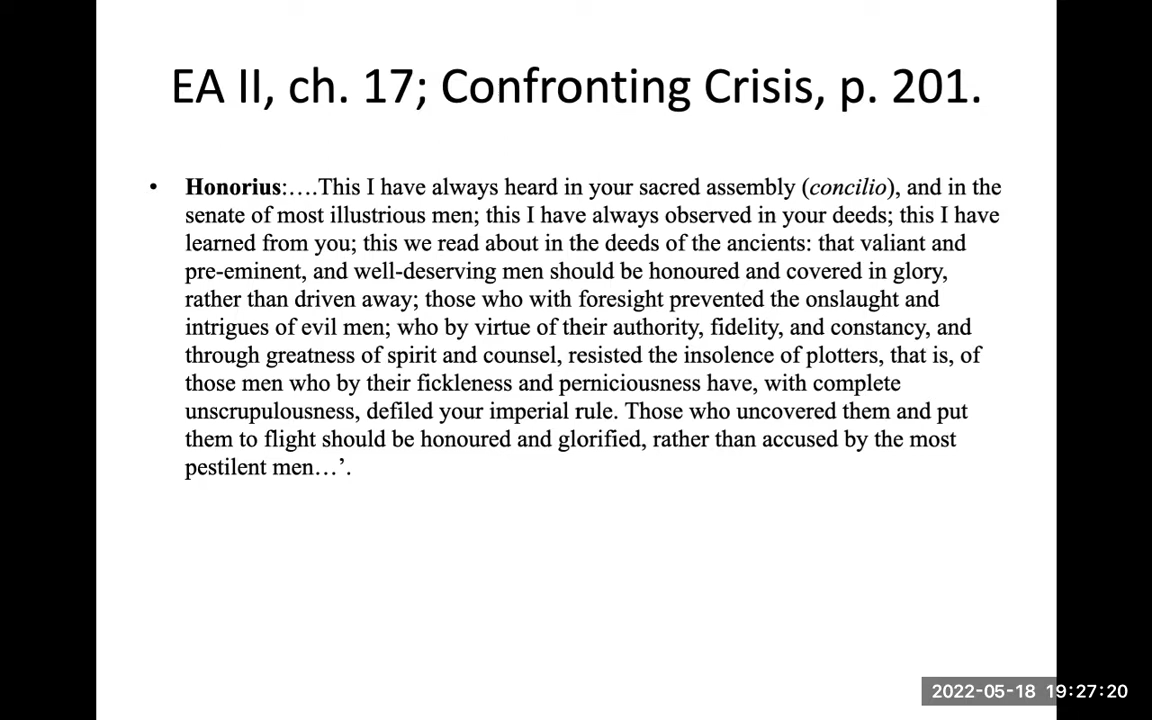 EA II, ch. 17; Confronting Crisis, p. 201.
• Honorius:….This I have always heard in your sacred assembly (concilio), and in the
senate of most illustrious men; this I have always observed in your deeds; this I have
learned from you; this we read about in the deeds of the ancients: that valiant and
pre-eminent, and well-deserving men should be honoured and covered in glory,
rather than driven away; those who with foresight prevented the onslaught and
intrigues of evil men; who by virtue of their authority, fidelity, and constancy, and
through greatness of spirit and counsel, resisted the insolence of plotters, that is, of
those men who by their fickleness and perniciousness have, with complete
unscrupulousness, defiled your imperial rule. Those who uncovered them and put
them to flight should be honoured and glorified, rather than accused by the most
pestilent men…’.
2022-05-18 19:27:20